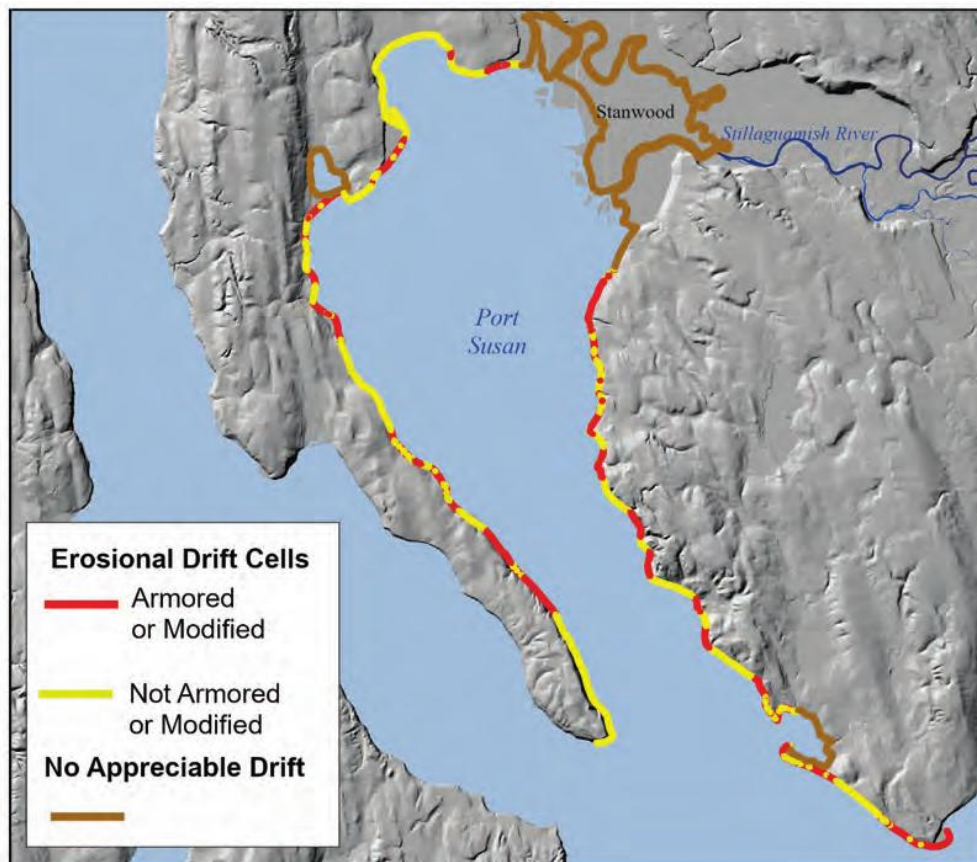 Stanwood
Stillaguamish River
Port
Susan
Erosional Drift Cells
Armored
or Modified
Not Armored
or Modified
No Appreciable Drift